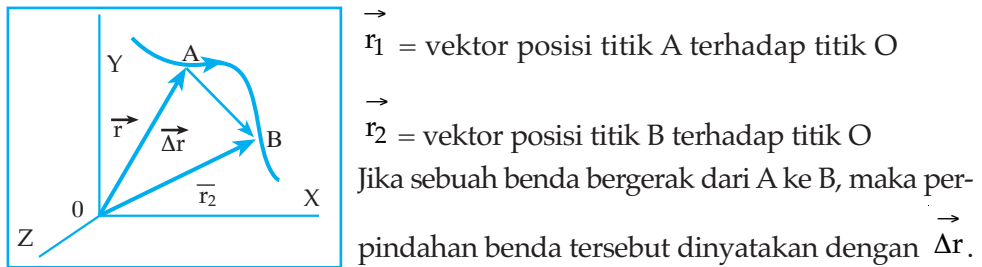 Y
A
r⃗
Δr⃗
B
r̅₂
0
X
Z
r₁⃗ = vektor posisi titik A terhadap titik O
r₂⃗ = vektor posisi titik B terhadap titik O
Jika sebuah benda bergerak dari A ke B, maka per-
pindahan benda tersebut dinyatakan dengan Δr⃗.